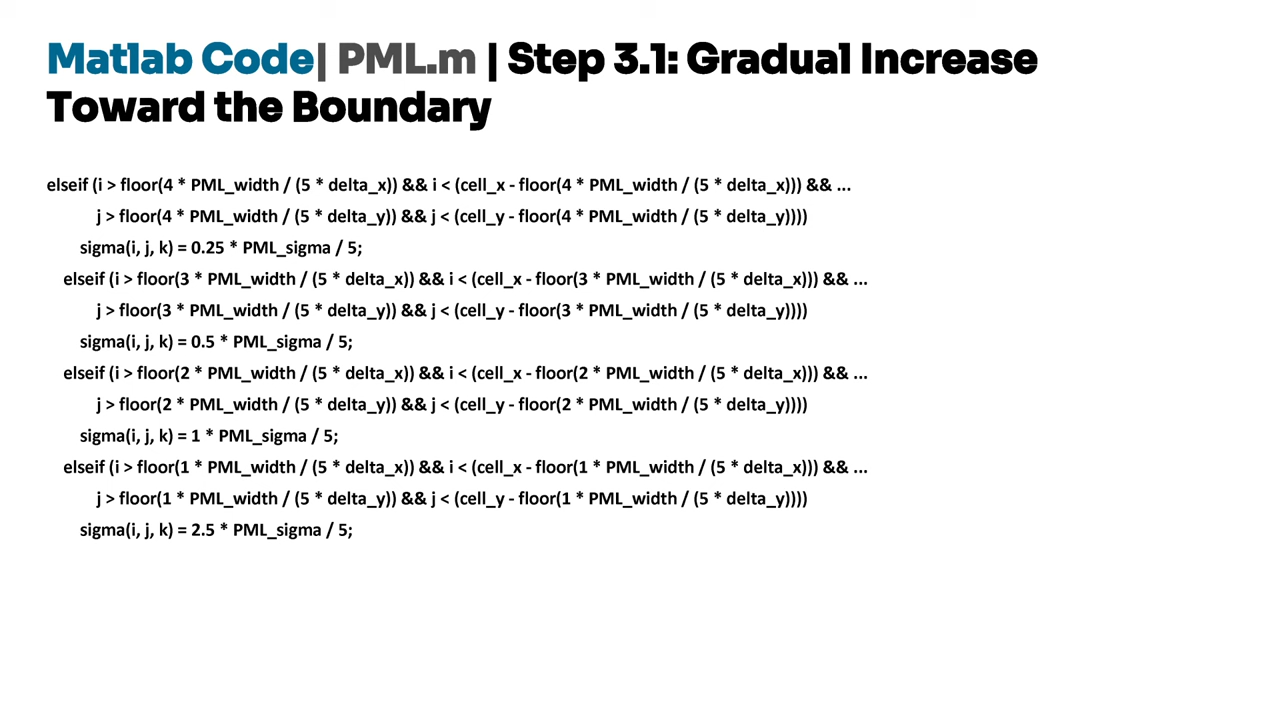 Matlab Code| PML.m | Step 3.1: Gradual Increase
Toward the Boundary
elseif (i > floor(4 * PML_width / (5 * delta_x)) && i < (cell_x - floor(4 * PML_width / (5 * delta_x))) && ...
j > floor(4 * PML_width / (5 * delta_y)) && j < (cell_y - floor(4 * PML_width / (5 * delta_y))))
sigma(i, j, k) = 0.25 * PML_sigma / 5;
elseif (i > floor(3 * PML_width / (5 * delta_x)) && i < (cell_x - floor(3 * PML_width / (5 * delta_x))) && ...
j > floor(3 * PML_width / (5 * delta_y)) && j < (cell_y - floor(3 * PML_width / (5 * delta_y))))
sigma(i, j, k) = 0.5 * PML_sigma / 5;
elseif (i > floor(2 * PML_width / (5 * delta_x)) && i < (cell_x - floor(2 * PML_width / (5 * delta_x))) && ...
j > floor(2 * PML_width / (5 * delta_y)) && j < (cell_y - floor(2 * PML_width / (5 * delta_y))))
sigma(i, j, k) = 1 * PML_sigma / 5;
elseif (i > floor(1 * PML_width / (5 * delta_x)) && i < (cell_x - floor(1 * PML_width / (5 * delta_x))) && ...
j > floor(1 * PML_width / (5 * delta_y)) && j < (cell_y - floor(1 * PML_width / (5 * delta_y))))
sigma(i, j, k) = 2.5 * PML_sigma / 5;